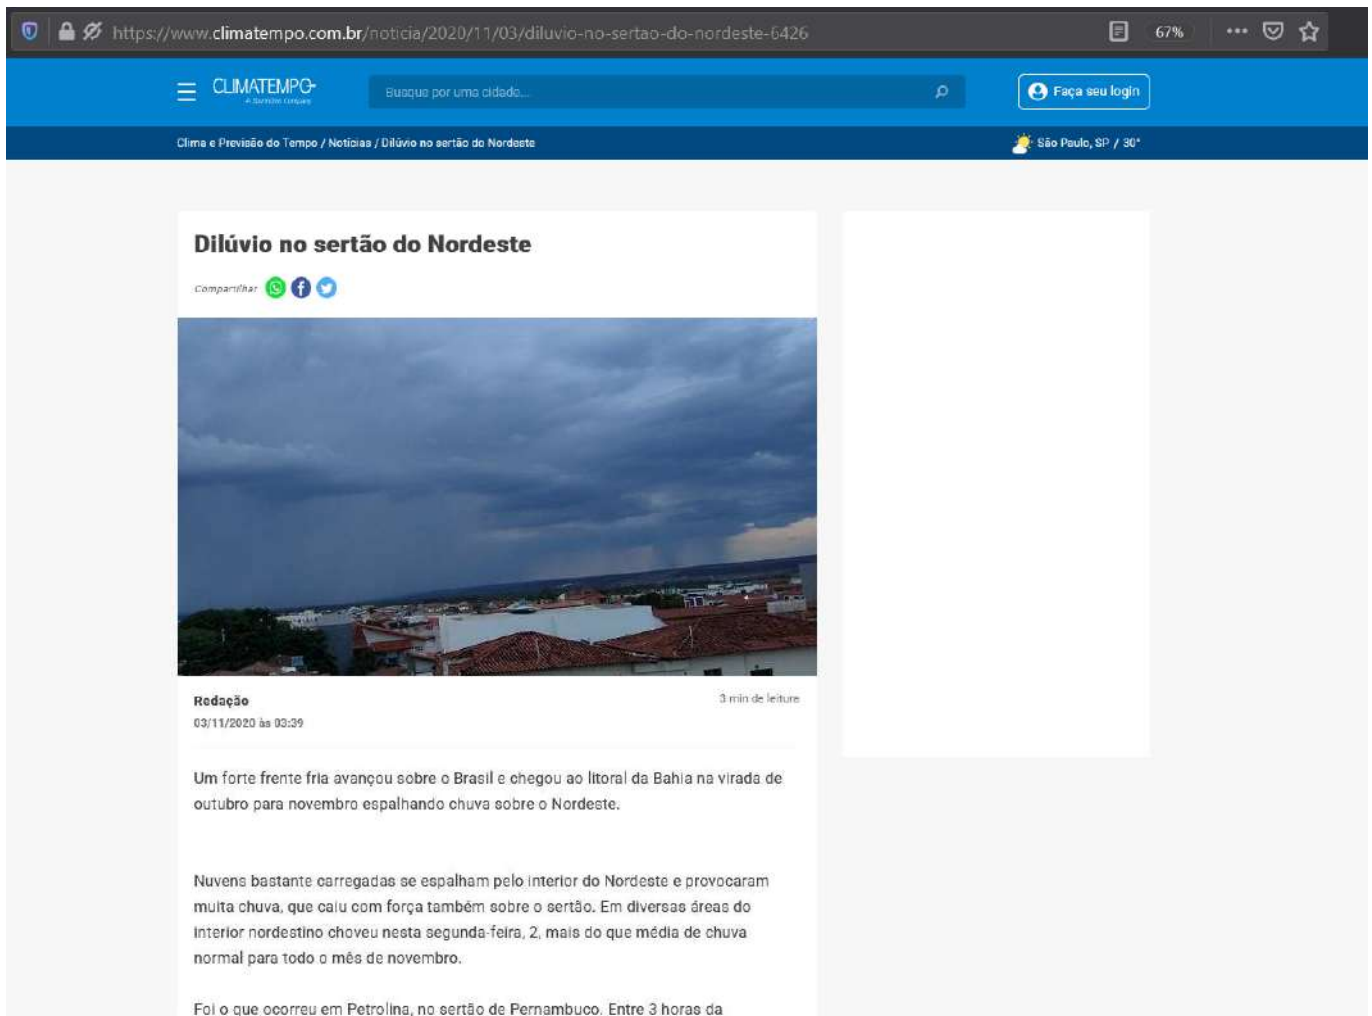 https://www.climatempo.com.br/noticia/2020/11/03/diluvio-no-sertao-do-nordeste-6426
67%
CLIMATEMPO
Busque por uma cidade...
Faça seu login
Clima e Previsão do Tempo / Notícias / Dilúvio no sertão do Nordeste
São Paulo, SP / 30°
Dilúvio no sertão do Nordeste
Compartilhar
Redação
3 min de leitura
03/11/2020 às 03:39
Um forte frente fria avançou sobre o Brasil e chegou ao litoral da Bahia na virada de
outubro para novembro espalhando chuva sobre o Nordeste.
Nuvens bastante carregadas se espalham pelo interior do Nordeste e provocaram
muita chuva, que caiu com força também sobre o sertão. Em diversas áreas do
interior nordestino choveu nesta segunda-feira, 2, mais do que média de chuva
normal para todo o mês de novembro.
Foi o que ocorreu em Petrolina, no sertão de Pernambuco. Entre 3 horas da